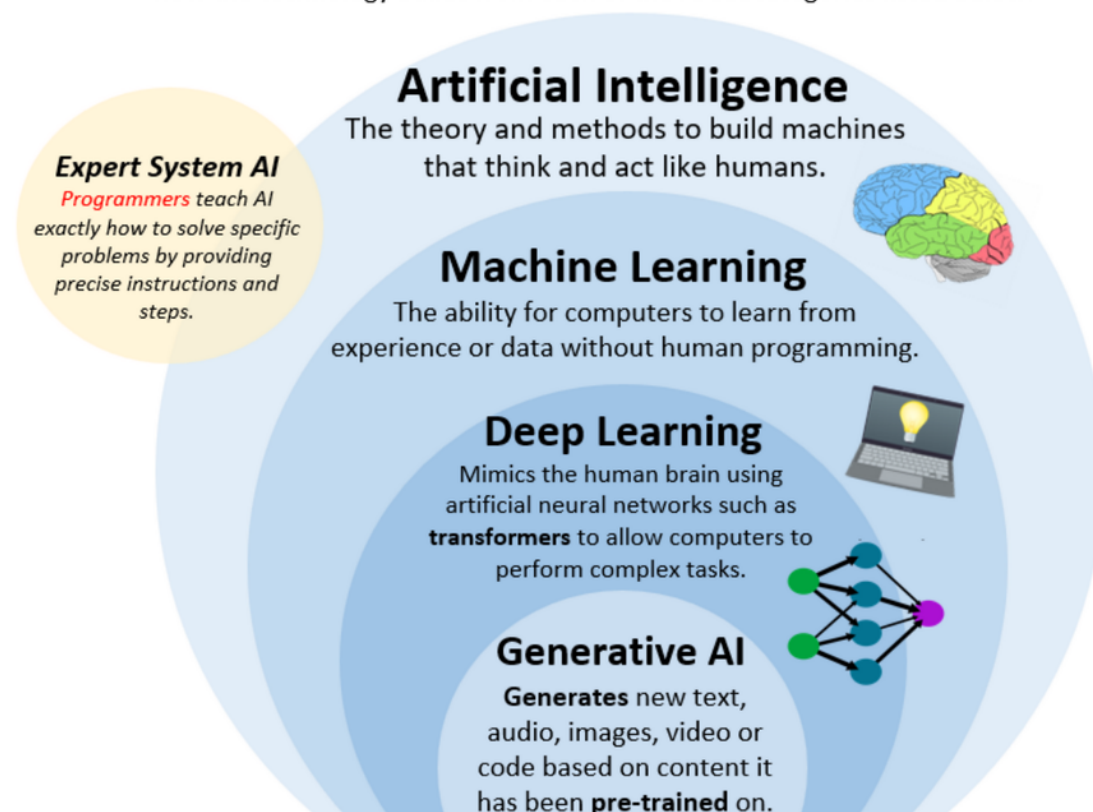 Artificial Intelligence
The theory and methods to build machines
that think and act like humans.
Expert System AI
Programmers teach AI
exactly how to solve specific
problems by providing
precise instructions and
steps.
Machine Learning
The ability for computers to learn from
experience or data without human programming.
Deep Learning
Mimics the human brain using
artificial neural networks such as
transformers to allow computers to
perform complex tasks.
Generative AI
Generates new text,
audio, images, video or
code based on content it
has been pre-trained on.